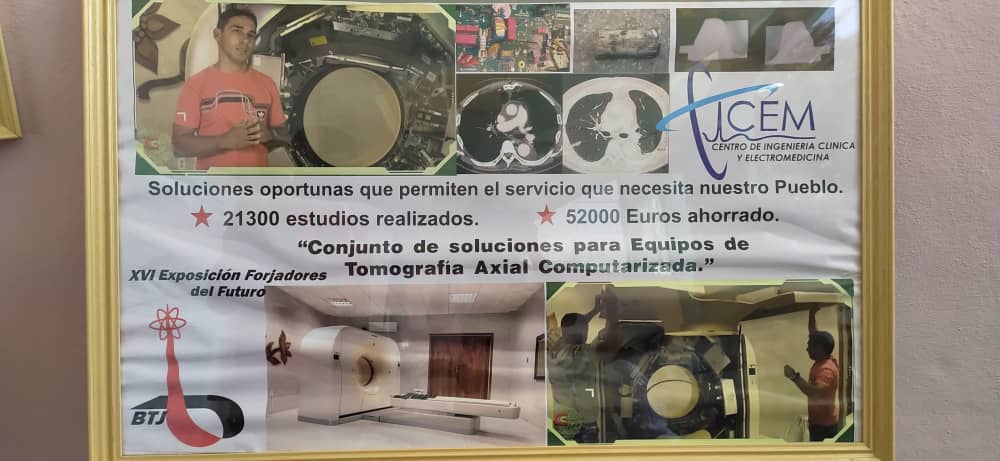 CICEM
CENTRO DE INGENIERIA CLINICA
Y ELECTROMEDICINA
Soluciones oportunas que permiten el servicio que necesita nuestro Pueblo.
21300 estudios realizados. 52000 Euros ahorrado.
“Conjunto de soluciones para Equipos de
Tomografía Axial Computarizada.”
XVI Exposición Forjadores
del Futuro
BTJ